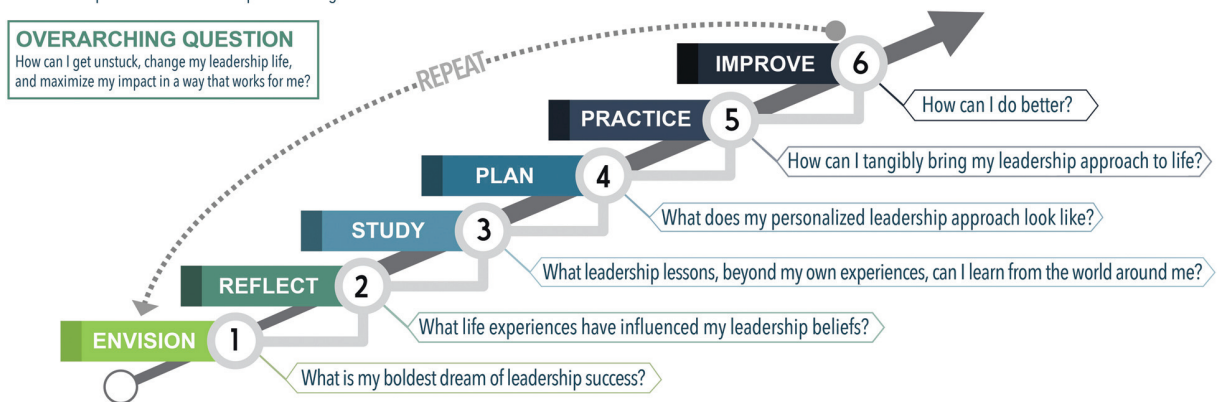 OVERARCHING QUESTION
How can I get unstuck, change my leadership life,
and maximize my impact in a way that works for me?
REPEAT
IMPROVE 6
How can I do better?
PRACTICE 5
How can I tangibly bring my leadership approach to life?
PLAN 4
What does my personalized leadership approach look like?
STUDY 3
What leadership lessons, beyond my own experiences, can I learn from the world around me?
REFLECT 2
What life experiences have influenced my leadership beliefs?
ENVISION 1
What is my boldest dream of leadership success?